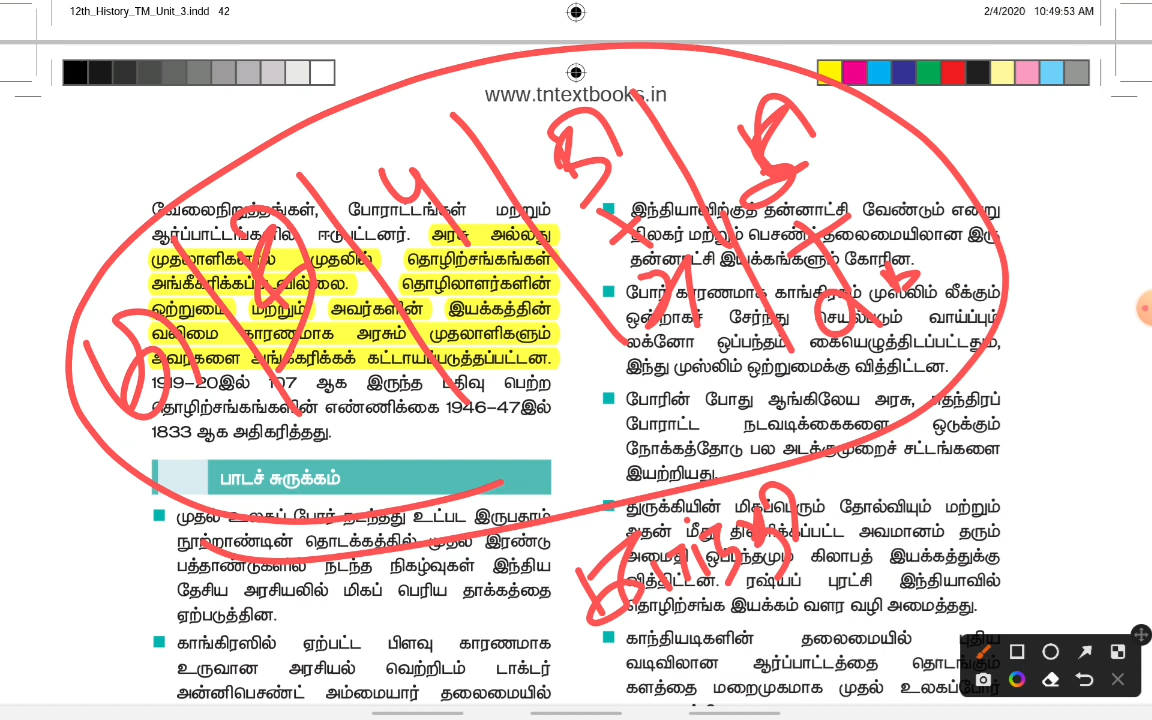 12th_History_TM_Unit_3.indd 42
2/4/2020 10:49:53 AM
www.tntextbooks.in
வேலைநிறுத்தங்கள், போராட்டங்கள் மற்றும்
ஆர்ப்பாட்டங்களில் ஈடுபட்டனர். அரசு அல்லது
முதலாளிகளால் முதலில் தொழிற்சங்கங்கள்
அங்கீகரிக்கப்படவில்லை. தொழிலாளர்களின்
ஒற்றுமை மற்றும் அவர்களின் இயக்கத்தின்
வலிமை காரணமாக அரசும் முதலாளிகளும்
அவர்களை அங்கீகரிக்கக் கட்டாயப்படுத்தப்பட்டன.
1919–20இல் 107 ஆக இருந்த பதிவு பெற்ற
தொழிற்சங்கங்களின் எண்ணிக்கை 1946–47இல்
1833 ஆக அதிகரித்தது.
பாடச் சுருக்கம்
முதல் உலகப் போர் நடந்தது உட்பட இருபதாம்
நூற்றாண்டின் தொடக்கத்தில் முதல் இரண்டு
பத்தாண்டுகளில் நடந்த நிகழ்வுகள் இந்திய
தேசிய அரசியலில் மிகப் பெரிய தாக்கத்தை
ஏற்படுத்தின.
காங்கிரஸில் ஏற்பட்ட பிளவு காரணமாக
உருவான அரசியல் வெற்றிடம் டாக்டர்
அன்னிபெசண்ட் அம்மையார் தலைமையில்
இந்தியாவிற்குத் தன்னாட்சி வேண்டும் என்று
திலகர் மற்றும் பெசண்ட் தலைமையிலான இரு
தன்னாட்சி இயக்கங்களும் கோரின.
போர் காரணமாக காங்கிரசும் முஸ்லிம் லீக்கும்
ஒன்றாகச் சேர்ந்து செயல்படும் வாய்ப்பும்
லக்னோ ஒப்பந்தம் கையெழுத்திடப்பட்டதும்,
இந்து முஸ்லிம் ஒற்றுமைக்கு வித்திட்டன.
போரின் போது ஆங்கிலேய அரசு, சுதந்திரப்
போராட்ட நடவடிக்கைகளை ஒடுக்கும்
நோக்கத்தோடு பல அடக்குமுறைச் சட்டங்களை
இயற்றியது.
துருக்கியின் மிகப்பெரும் தோல்வியும் மற்றும்
அதன் மீது திணிக்கப்பட்ட அவமானம் தரும்
அமைதி ஒப்பந்தமும் கிலாபத் இயக்கத்துக்கு
வித்திட்டன. ரஷ்யப் புரட்சி இந்தியாவில்
தொழிற்சங்க இயக்கம் வளர வழி அமைத்தது.
காந்தியடிகளின் தலைமையில் புதிய
வடிவிலான ஆர்ப்பாட்டத்தை தொடங்கும்
களத்தை மறைமுகமாக முதல் உலகப்போர்